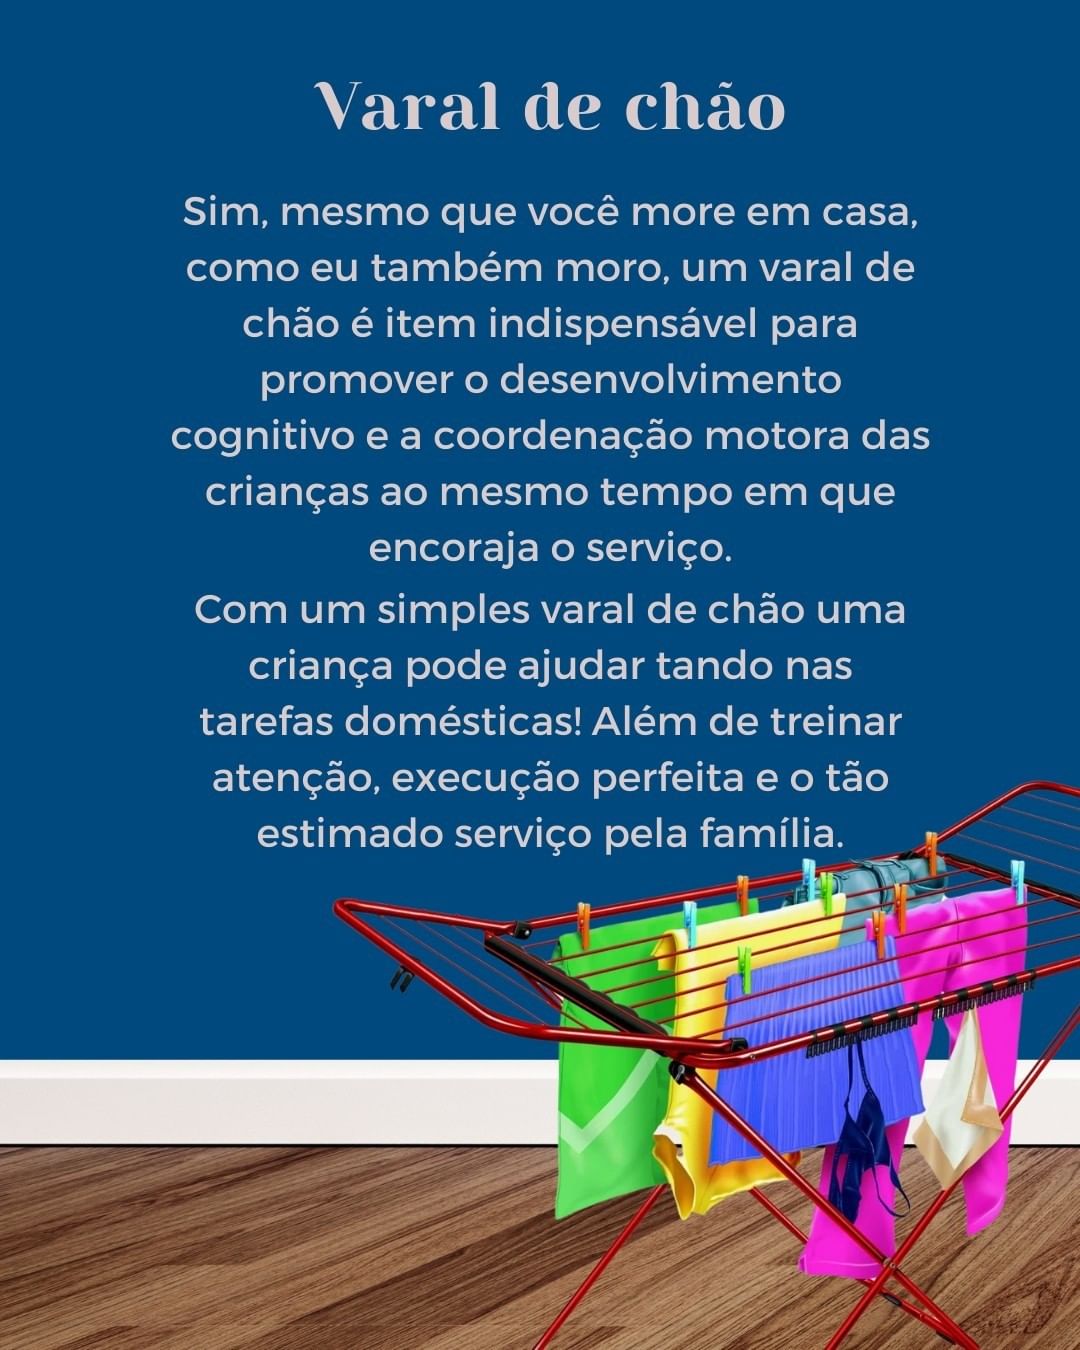 Varal de chão
Sim, mesmo que você more em casa,
como eu também moro, um varal de
chão é item indispensável para
promover o desenvolvimento
cognitivo e a coordenação motora das
crianças ao mesmo tempo em que
encoraja o serviço.
Com um simples varal de chão uma
criança pode ajudar tando nas
tarefas domésticas! Além de treinar
atenção, execução perfeita e o tão
estimado serviço pela família.